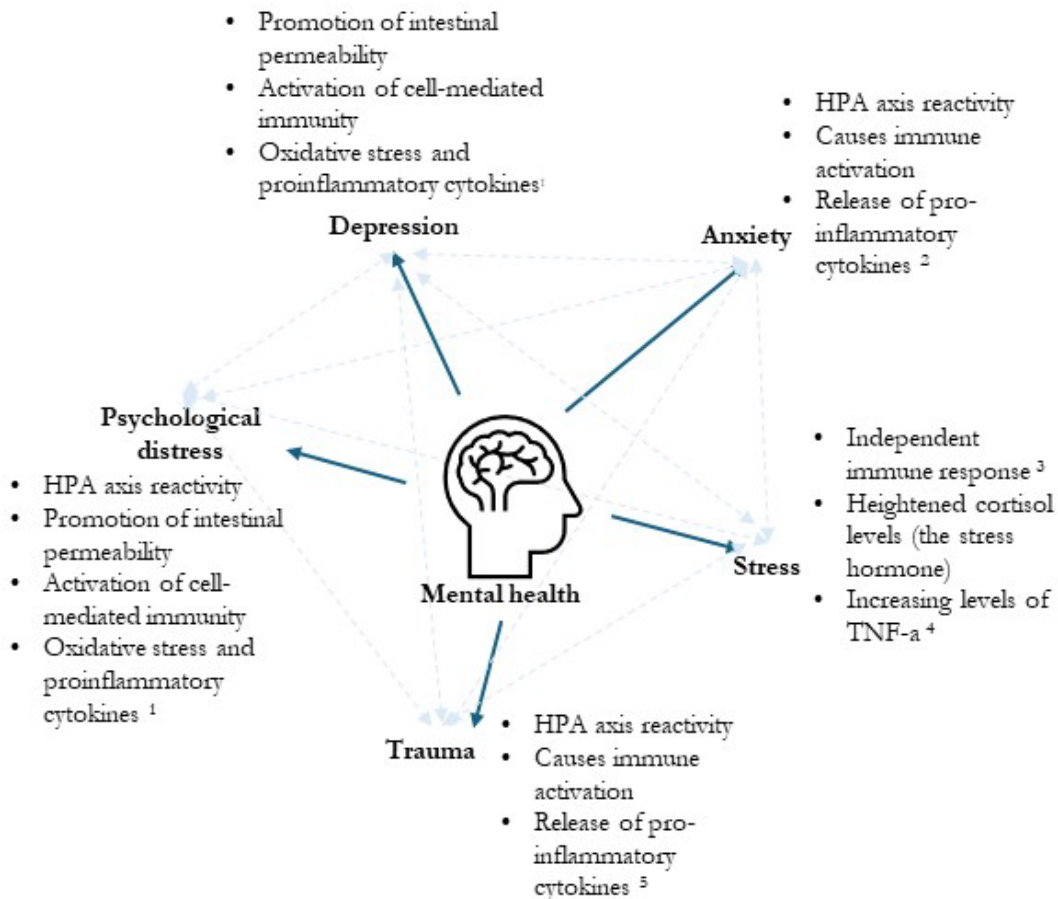 • Promotion of intestinal
permeability
• Activation of cell-mediated
immunity
• Oxidative stress and
proinflammatory cytokines¹
Depression
• HPA axis reactivity
• Causes immune
activation
• Release of pro-
inflammatory
cytokines ²
Anxiety
Psychological
distress
• HPA axis reactivity
• Promotion of intestinal
permeability
• Activation of cell-
mediated immunity
• Oxidative stress and
proinflammatory
cytokines ¹
Mental health
• Independent
immune response ³
• Heightened cortisol
levels (the stress
hormone)
• Increasing levels of
TNF-a ⁴
Stress
Trauma
• HPA axis reactivity
• Causes immune
activation
• Release of pro-
inflammatory
cytokines ⁵